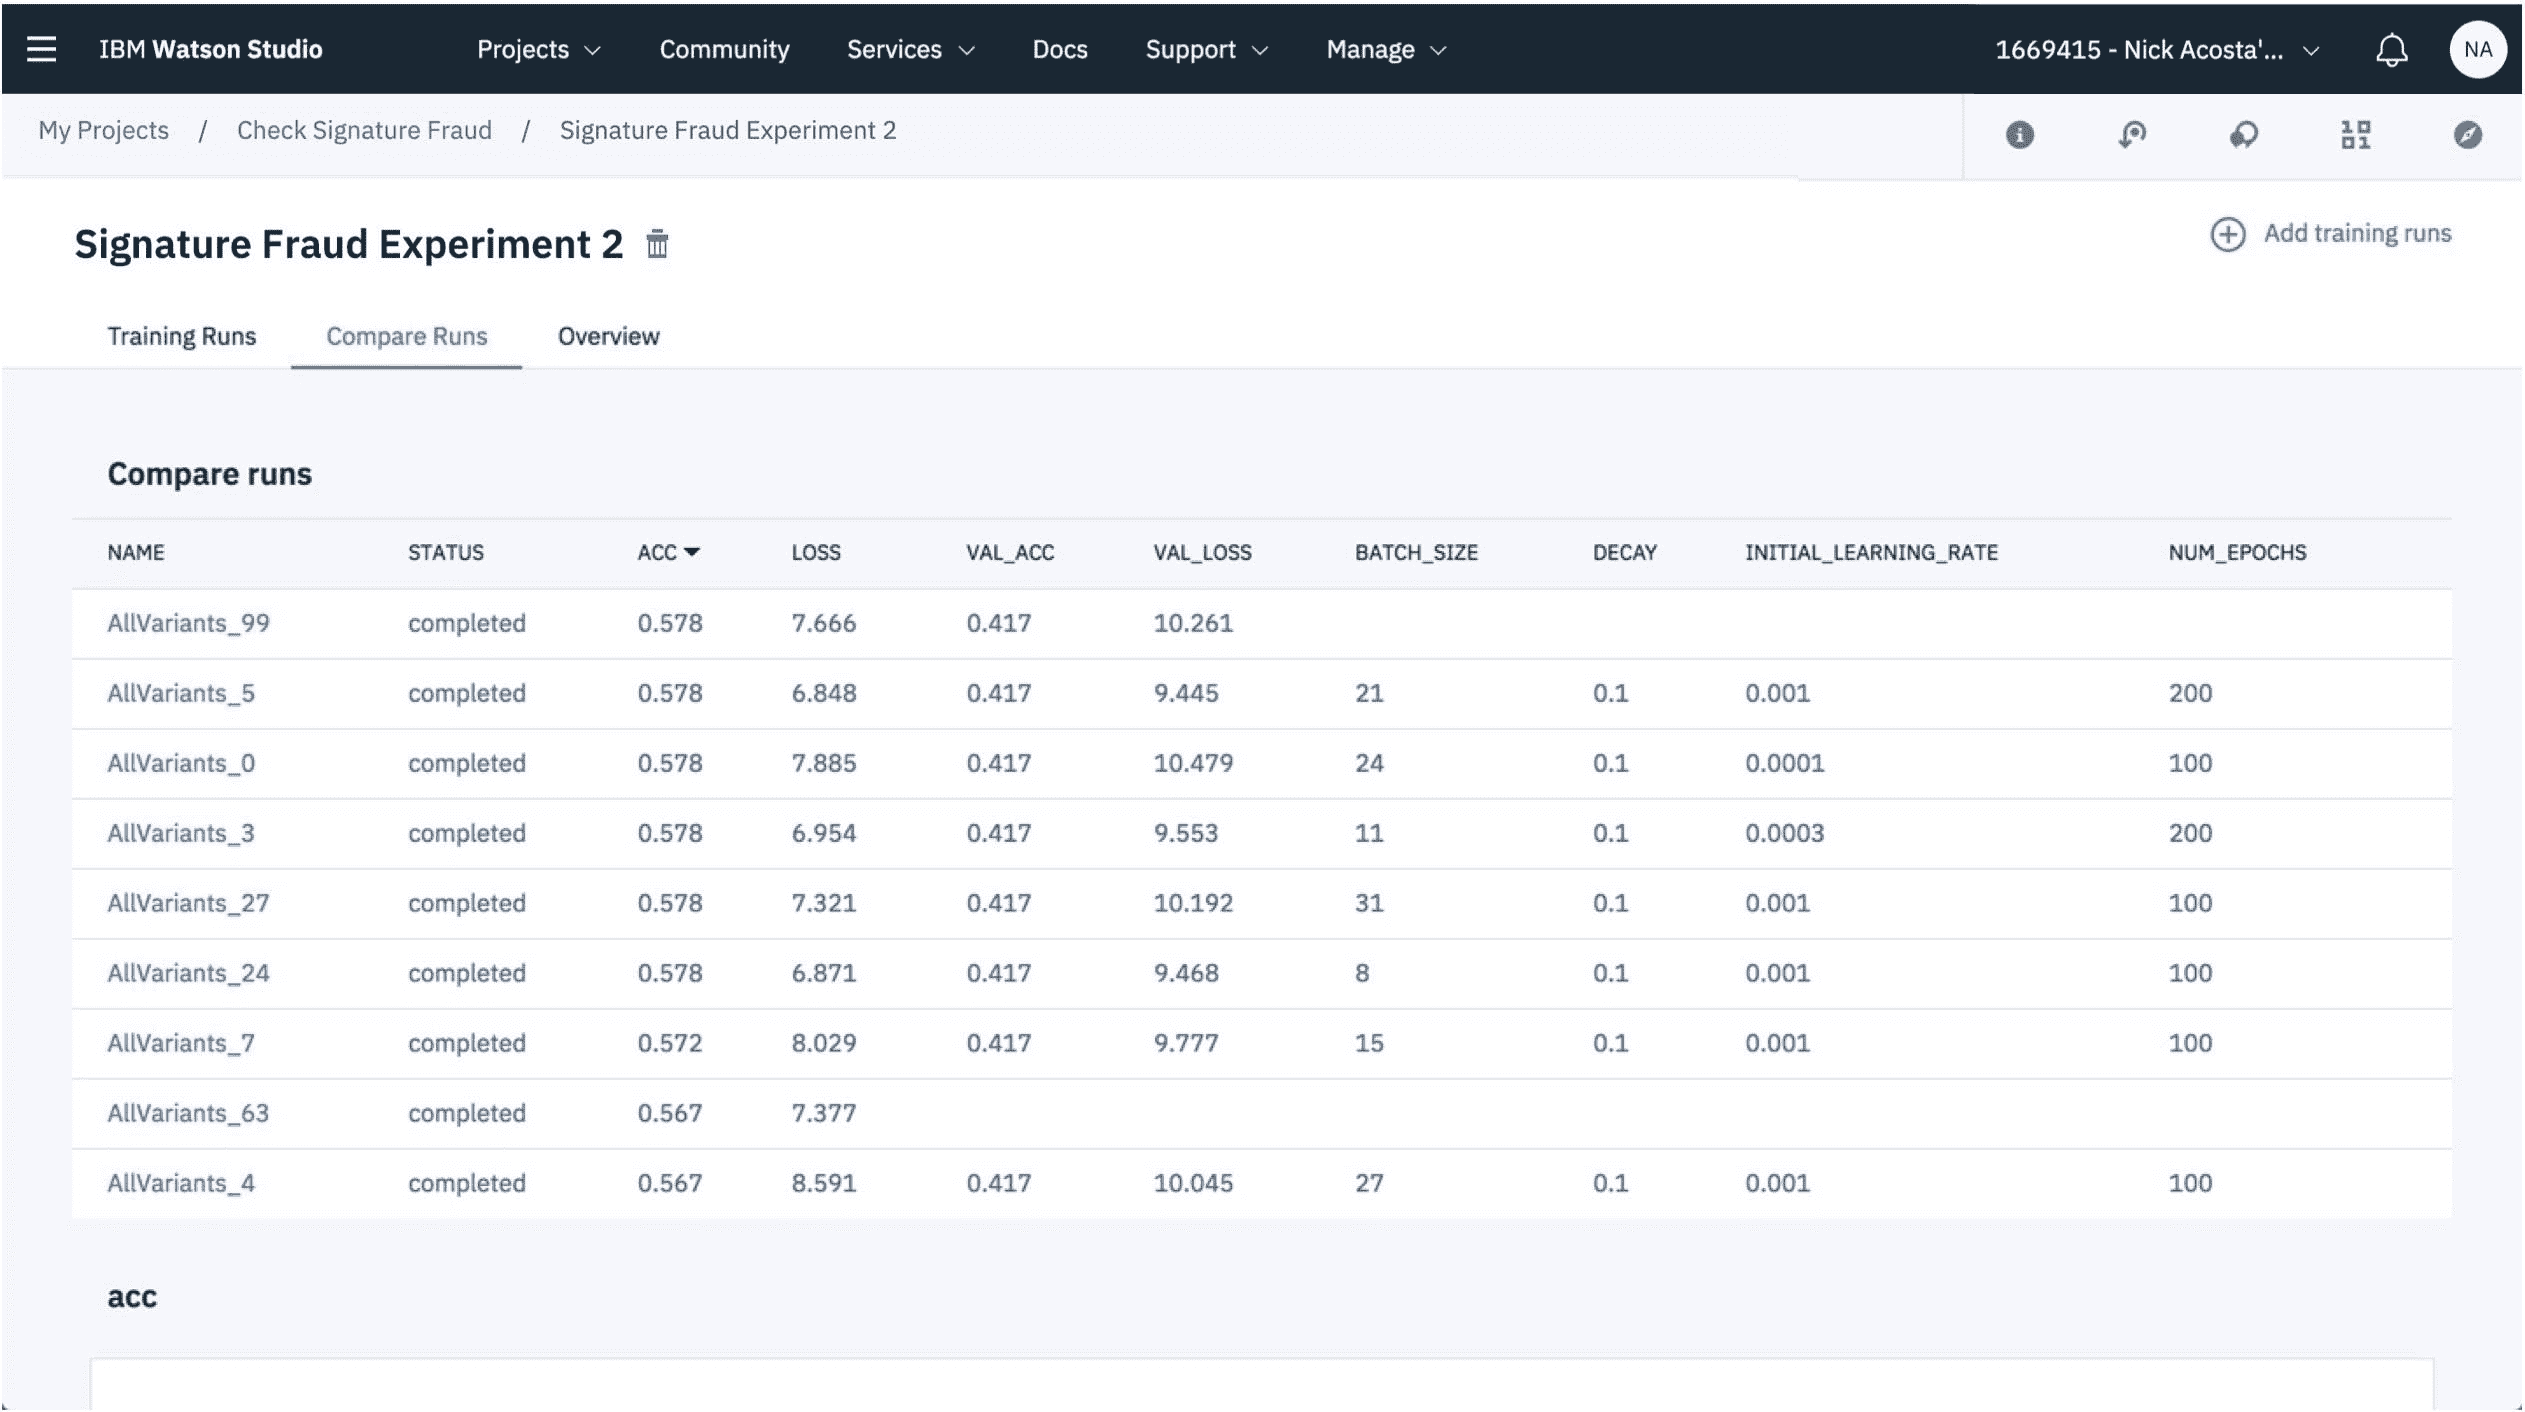 IBM Watson Studio Projects Community Services Docs Support Manage 1669415 - Nick Acosta'... NA
My Projects / Check Signature Fraud / Signature Fraud Experiment 2
Signature Fraud Experiment 2
Add training runs
Training Runs Compare Runs Overview
Compare runs
NAME STATUS ACC LOSS VAL_ACC VAL_LOSS BATCH_SIZE DECAY INITIAL_LEARNING_RATE NUM_EPOCHS
AllVariants_99 completed 0.578 7.666 0.417 10.261
AllVariants_5 completed 0.578 6.848 0.417 9.445 21 0.1 0.001 200
AllVariants_0 completed 0.578 7.885 0.417 10.479 24 0.1 0.0001 100
AllVariants_3 completed 0.578 6.954 0.417 9.553 11 0.1 0.0003 200
AllVariants_27 completed 0.578 7.321 0.417 10.192 31 0.1 0.001 100
AllVariants_24 completed 0.578 6.871 0.417 9.468 8 0.1 0.001 100
AllVariants_7 completed 0.572 8.029 0.417 9.777 15 0.1 0.001 100
AllVariants_63 completed 0.567 7.377
AllVariants_4 completed 0.567 8.591 0.417 10.045 27 0.1 0.001 100
acc